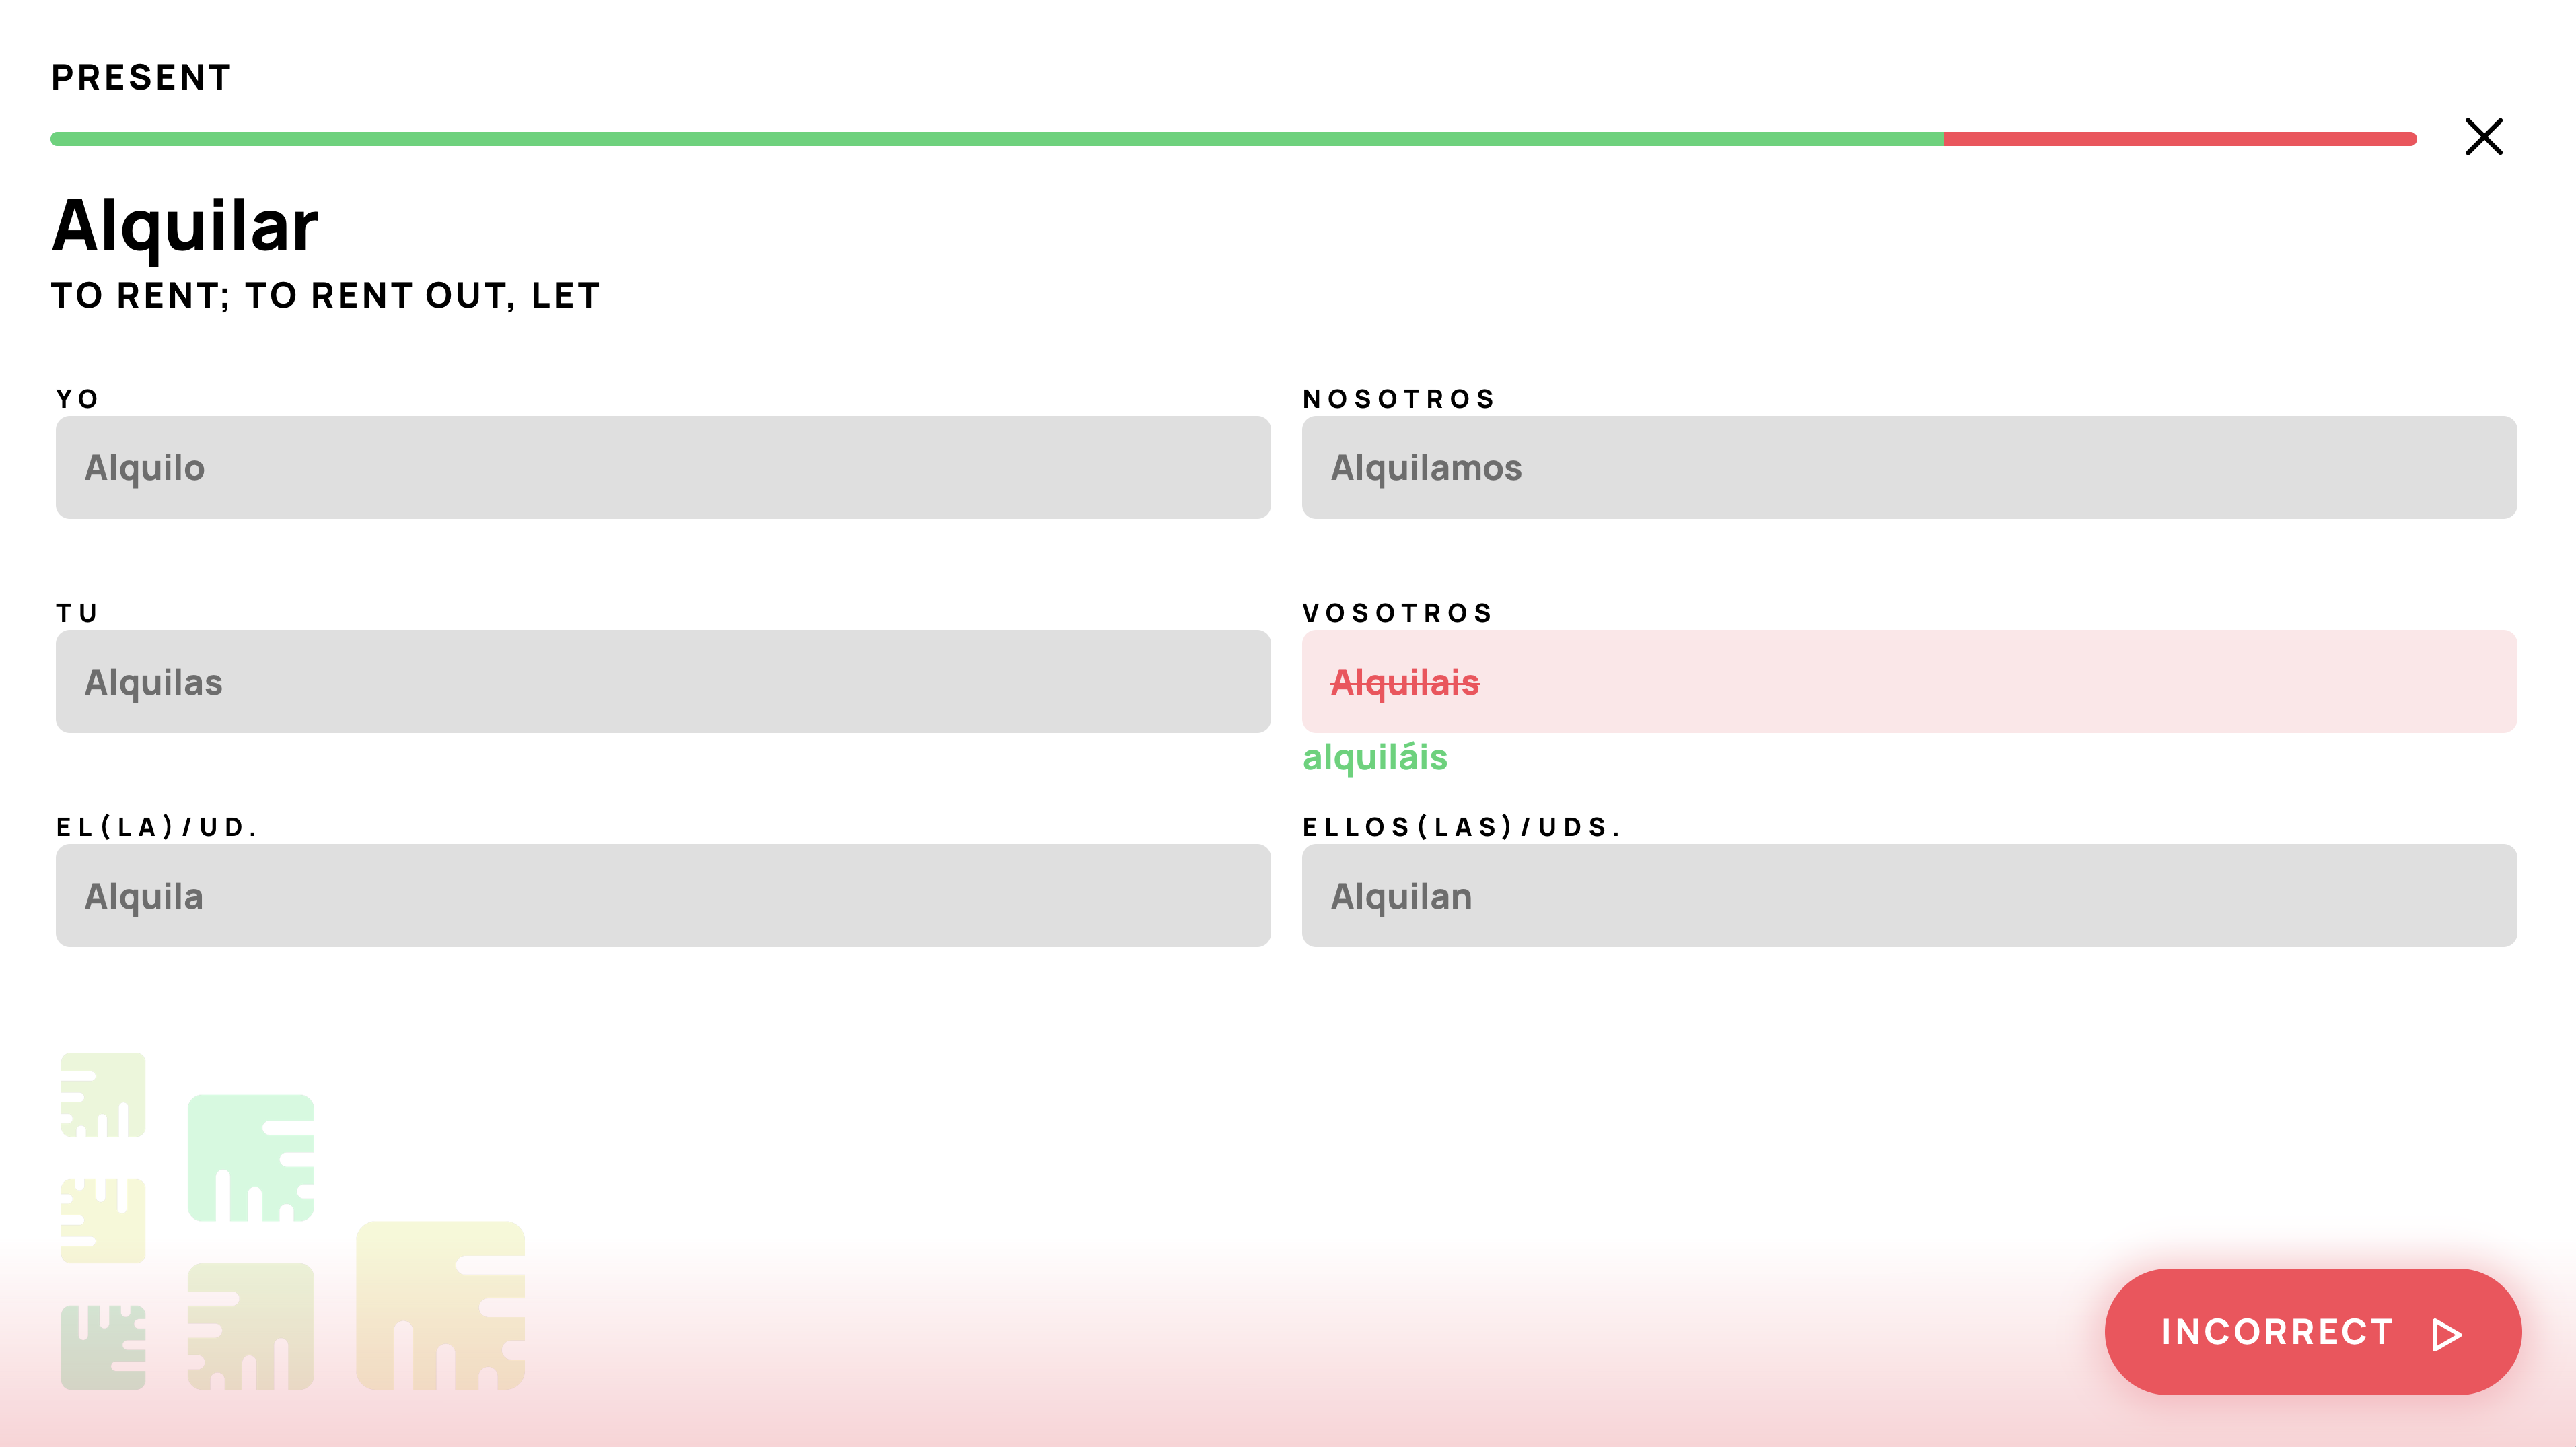 PRESENT
Alquilar
TO RENT; TO RENT OUT, LET
YO
Alquilo
NOSOTROS
Alquilamos
TU
Alquilas
VOSOTROS
Alquilais
alquiláis
EL(LA)/UD.
Alquila
ELLOS(LAS)/UDS.
Alquilan
INCORRECT